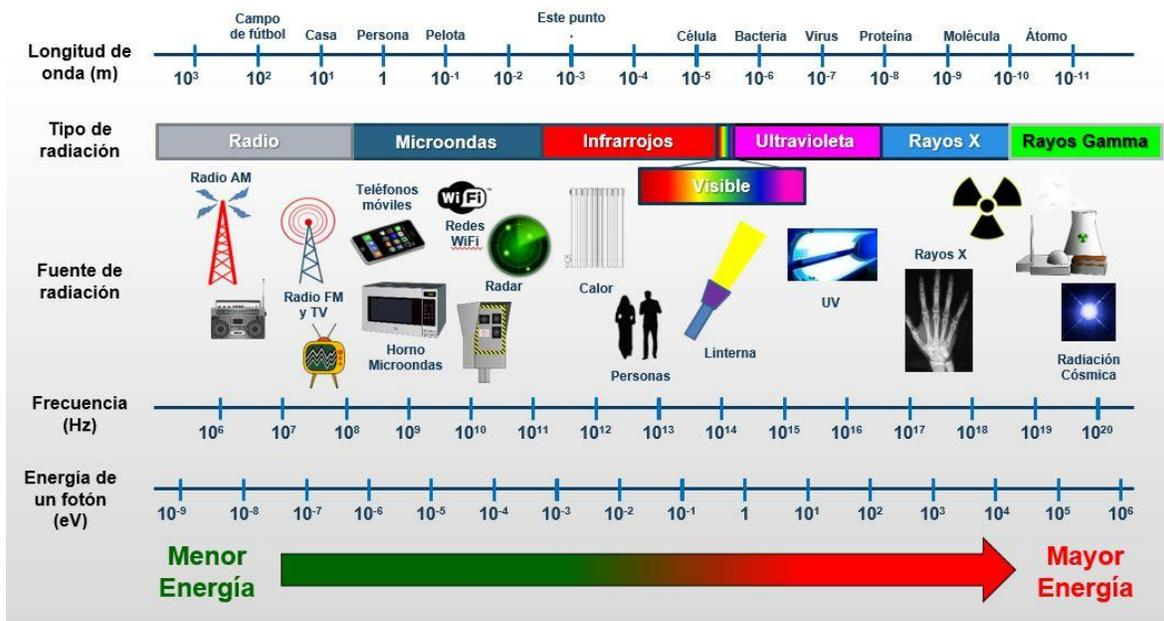 Longitud de
onda (m)
Campo
de fútbol
Casa
Persona
Pelota
Este punto
.
Célula
Bacteria
Virus
Proteína
Molécula
Átomo
10³ 10² 10¹ 1 10⁻¹ 10⁻² 10⁻³ 10⁻⁴ 10⁻⁵ 10⁻⁶ 10⁻⁷ 10⁻⁸ 10⁻⁹ 10⁻¹⁰ 10⁻¹¹
Tipo de
radiación
Radio
Microondas
Infrarrojos
Ultravioleta
Rayos X
Rayos Gamma
Visible
Fuente de
radiación
Radio AM
Radio FM
y TV
Teléfonos
móviles
Horno
Microondas
Wi Fi
Redes
WiFi
Radar
Calor
Personas
Linterna
UV
Rayos X
Radiación
Cósmica
Frecuencia
(Hz)
10⁶ 10⁷ 10⁸ 10⁹ 10¹⁰ 10¹¹ 10¹² 10¹³ 10¹⁴ 10¹⁵ 10¹⁶ 10¹⁷ 10¹⁸ 10¹⁹ 10²⁰
Energía de
un fotón
(eV)
10⁻⁹ 10⁻⁸ 10⁻⁷ 10⁻⁶ 10⁻⁵ 10⁻⁴ 10⁻³ 10⁻² 10⁻¹ 1 10¹ 10² 10³ 10⁴ 10⁵ 10⁶
Menor
Energía
Mayor
Energía